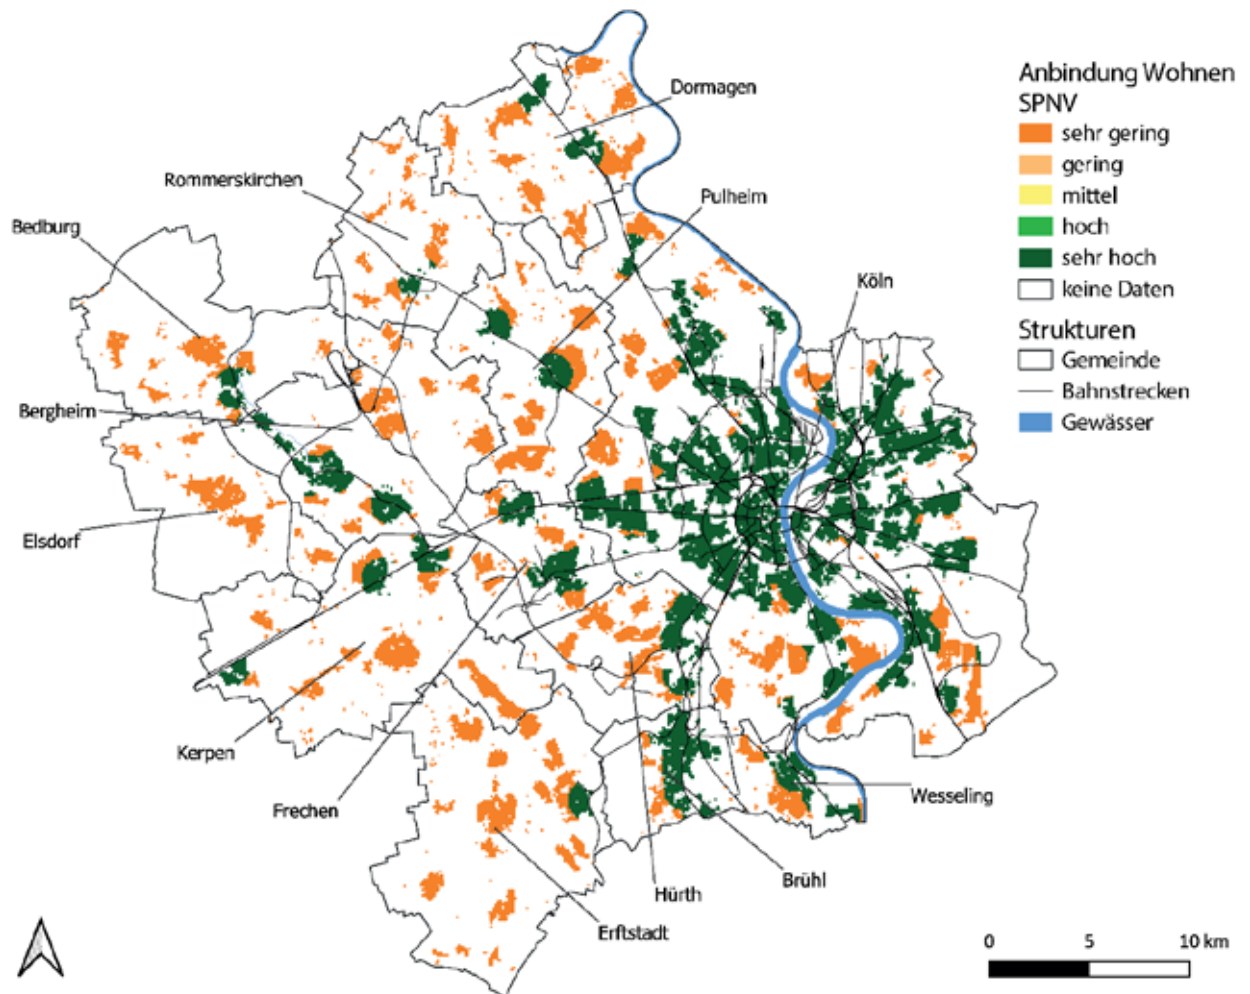 Anbindung Wohnen
SPNV
sehr gering
gering
mittel
hoch
sehr hoch
keine Daten
Strukturen
Gemeinde
Bahnstrecken
Gewässer
Dormagen
Rommerskirchen
Pulheim
Bedburg
Köln
Bergheim
Elsdorf
Kerpen
Frechen
Wesseling
Brühl
Hürth
Erftstadt
0 5 10 km